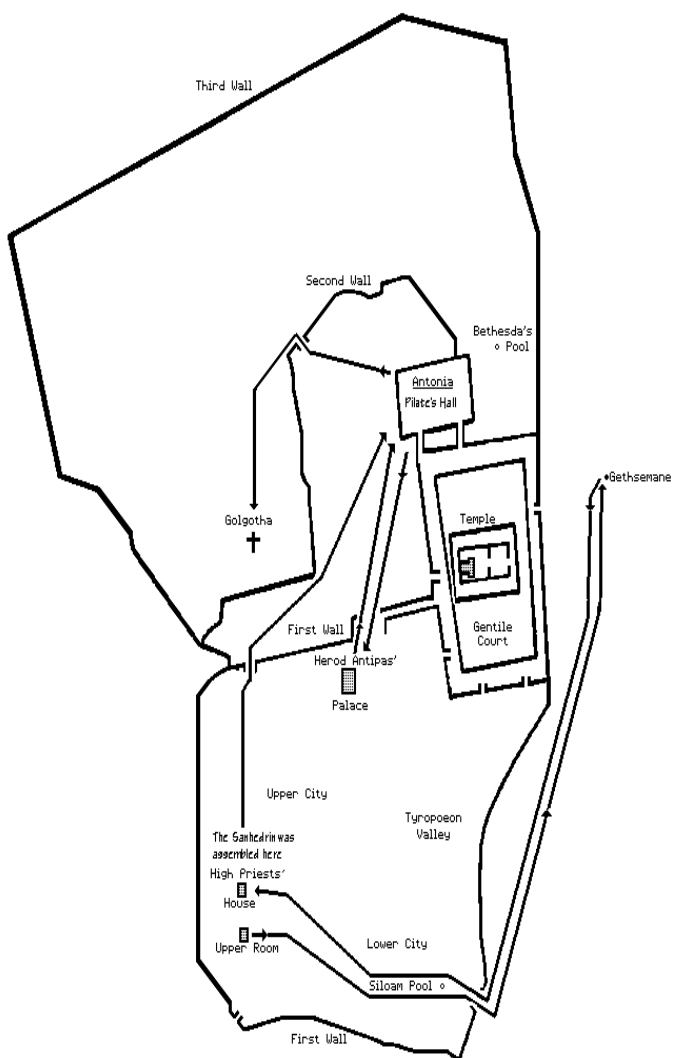 Third Wall
Second Wall
Bethesda's
Pool
Antonia
Pilate's Hall
Gethsemane
Golgotha
Temple
First Wall
Gentile
Court
Herod Antipas'
Palace
Upper City
Tyropoeon
Valley
The Sanhedrin was
assembled here
High Priests'
House
Upper Room
Lower City
Siloam Pool
First Wall